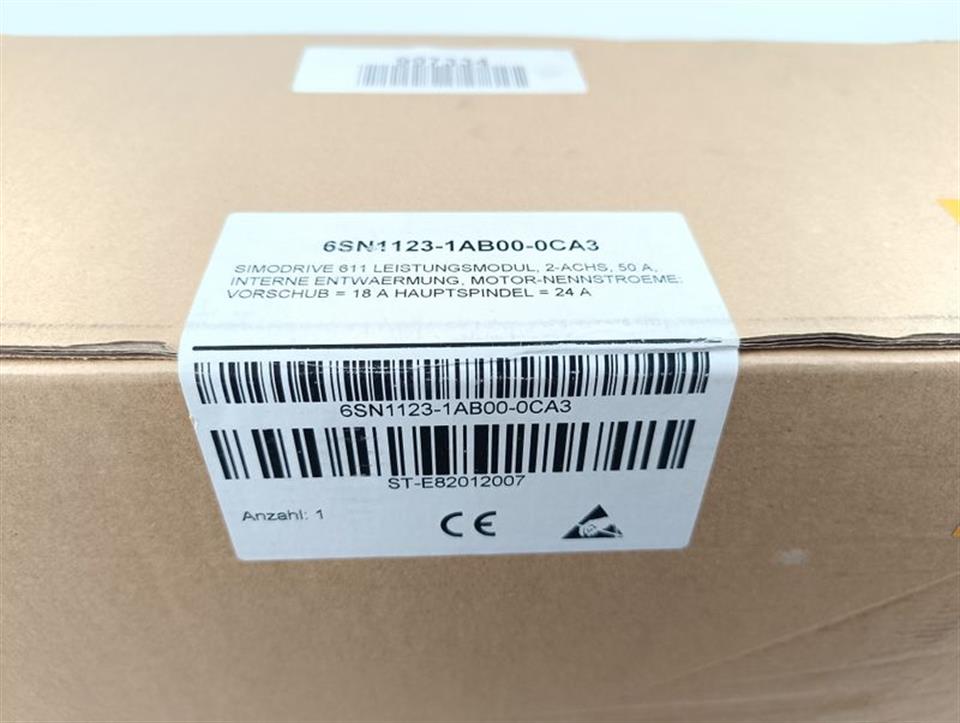 007334
6SN1123-1AB00-0CA3
SIMODRIVE 611 LEISTUNGSMODUL, 2-ACHS, 50 A,
INTERNE ENTWAERMUNG, MOTOR-NENNSTROEME:
VORSCHUB = 18 A HAUPTSPINDEL = 24 A
6SN1123-1AB00-0CA3
ST-E82012007
Anzahl: 1
CE